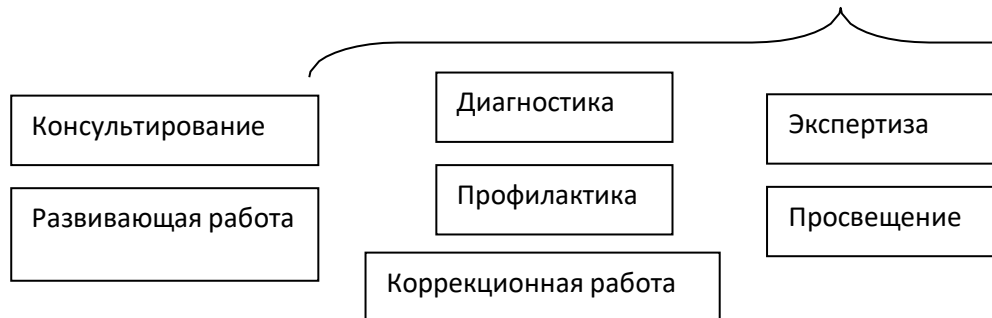 Диагностика
Консультирование
Экспертиза
Профилактика
Развивающая работа
Просвещение
Коррекционная работа